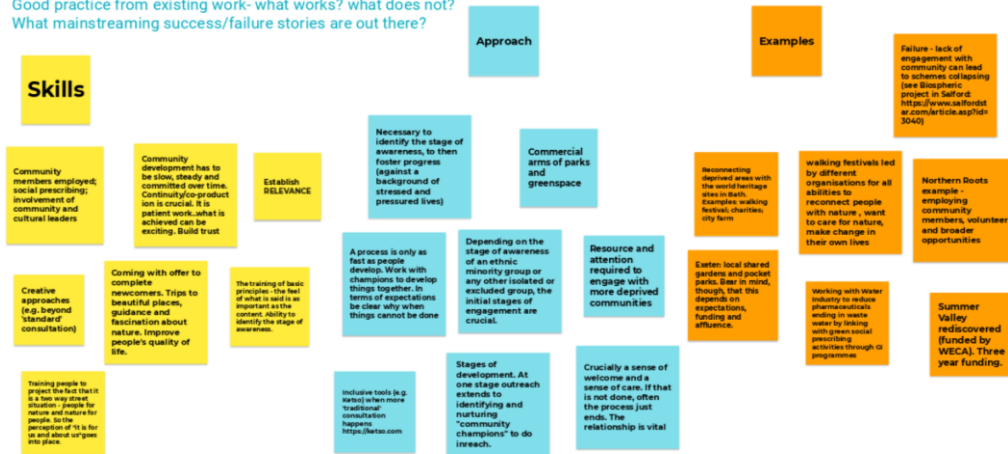 Good practice from existing work- what works? what does not?
What mainstreaming success/failure stories are out there?
Skills
Community
members employed;
social prescribing;
involvement of
community and
cultural leaders
Community
development has to
be slow, steady and
committed over time.
Continuity/co-product
ion is crucial. It is
patient work..what is
achieved can be
exciting. Build trust
Establish
RELEVANCE
Creative
approaches
(e.g. beyond
'standard'
consultation)
Coming with offer to
complete
newcomers. Trips to
beautiful places,
guidance and
fascination about
nature. Improve
people's quality of
life.
The training of basic
principles - the feel
of what is said is as
important as the
content. Ability to
identify the stage of
awareness.
Training people to
project the fact that it
is a two way street
situation - people for
nature and nature for
people. So the
perception of "it is for
us and about us"goes
into place.
Approach
Necessary to
identify the stage of
awareness, to then
foster progress
(against a
background of
stressed and
pressured lives)
Commercial
arms of parks
and
greenspace
A process is only as
fast as people
develop. Work with
champions to develop
things together. In
terms of expectations
be clear why when
things cannot be done
Depending on the
stage of awareness
of an ethnic
minority group or
any other isolated or
excluded group, the
initial stages of
engagement are
crucial.
Resource and
attention
required to
engage with
more deprived
communities
Inclusive tools (e.g.
Ketso) when more
'traditional'
consultation
happens
https://ketso.com
Stages of
development. At
one stage outreach
extends to
identifying and
nurturing
"community
champions" to do
inreach.
Crucially a sense of
welcome and a
sense of care. If that
is not done, often
the process just
ends. The
relationship is vital
Examples
Failure - lack of
engagement with
community can lead
to schemes collapsing
(see Biospheric
project in Salford:
https://www.salfordst
ar.com/article.asp?id=
3040)
Reconnecting
deprived areas with
the world heritage
sites in Bath.
Examples: walking
festival; charities;
city farm
walking festivals led
by different
organisations for all
abilities to
reconnect people
with nature , want
to care for nature,
make change in
their own lives
Northern Roots
example -
employing
community
members, volunteer
and broader
opportunities
Exeter: local shared
gardens and pocket
parks. Bear in mind,
though, that this
depends on
expectations,
funding and
affluence.
Working with Water
Industry to reduce
pharmaceuticals
ending in waste
water by linking
with green social
prescribing
activities through GI
programmes
Summer
Valley
rediscovered
(funded by
WECA). Three
year funding.